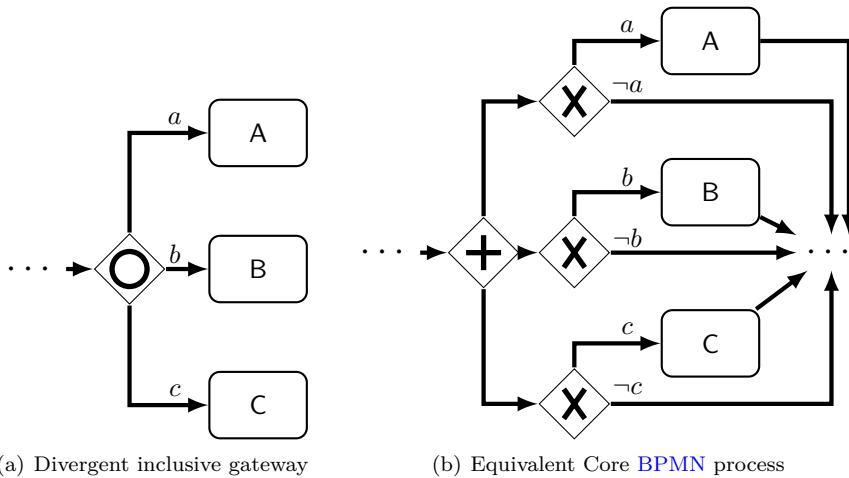 a
A
b
B
c
C
· · ·
(a) Divergent inclusive gateway
a
A
¬a
b
B
¬b
c
C
¬c
· · ·
· · ·
(b) Equivalent Core BPMN process